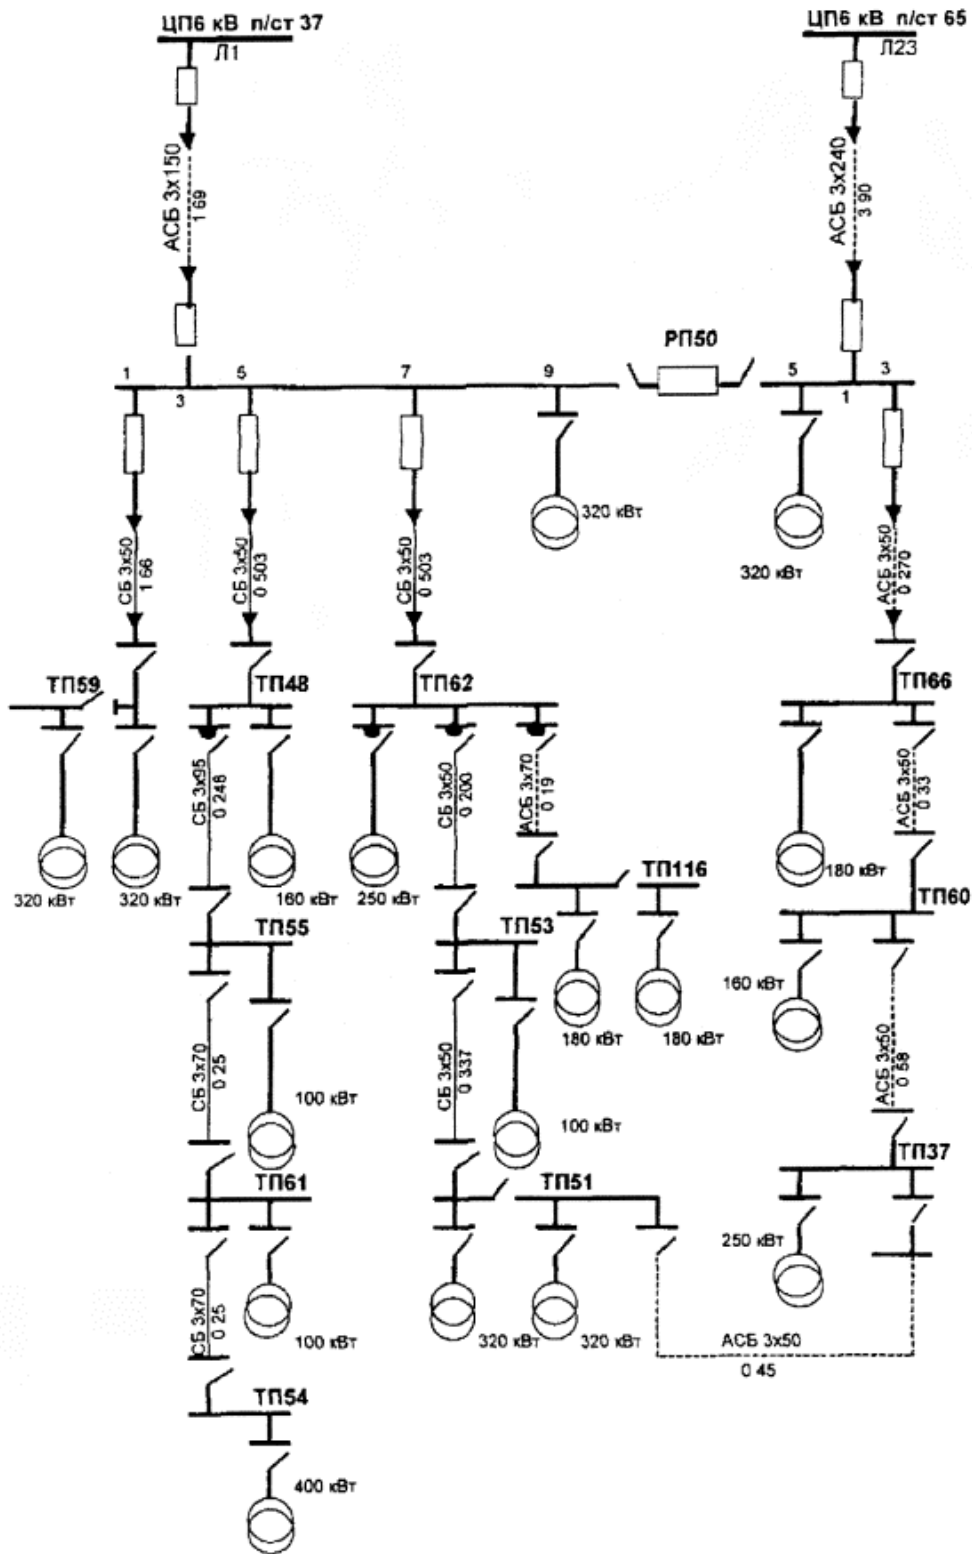 ЦП6 кВ п/ст 37
Л1
ЦП6 кВ п/ст 65
Л23
АСБ 3х150
1 69
АСБ 3х240
3 90
РП50
1
3
5
7
9
5
1
3
320 кВт
320 кВт
СБ 3х50
1 66
СБ 3х50
0 503
СБ 3х50
0 503
АСБ 3х50
0 270
ТП59
ТП48
ТП62
ТП66
СБ 3х95
0 248
СБ 3х50
0 200
АСБ 3х70
0 19
АСБ 3х50
0 33
320 кВт
320 кВт
160 кВт
250 кВт
180 кВт
ТП116
ТП60
ТП55
ТП53
180 кВт
180 кВт
160 кВт
СБ 3х70
0 25
100 кВт
СБ 3х50
0 337
100 кВт
АСБ 3х50
0 58
ТП61
ТП51
ТП37
СБ 3х70
0 25
100 кВт
320 кВт
320 кВт
250 кВт
АСБ 3х50
0 45
ТП54
400 кВт